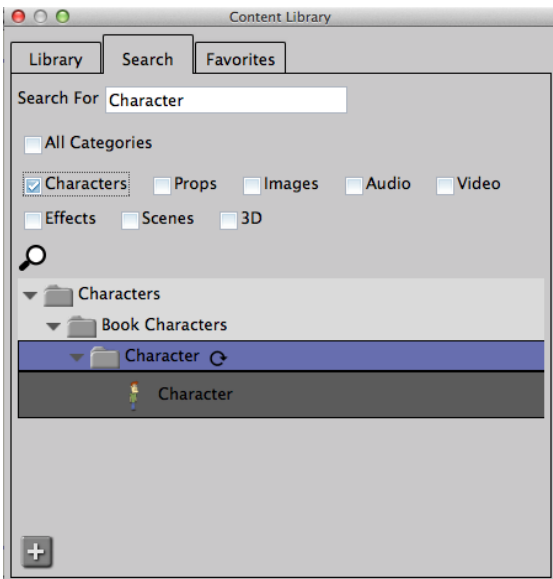 Content Library
Library Search Favorites
Search For Character
All Categories
Characters Props Images Audio Video
Effects Scenes 3D
Characters
Book Characters
Character
Character